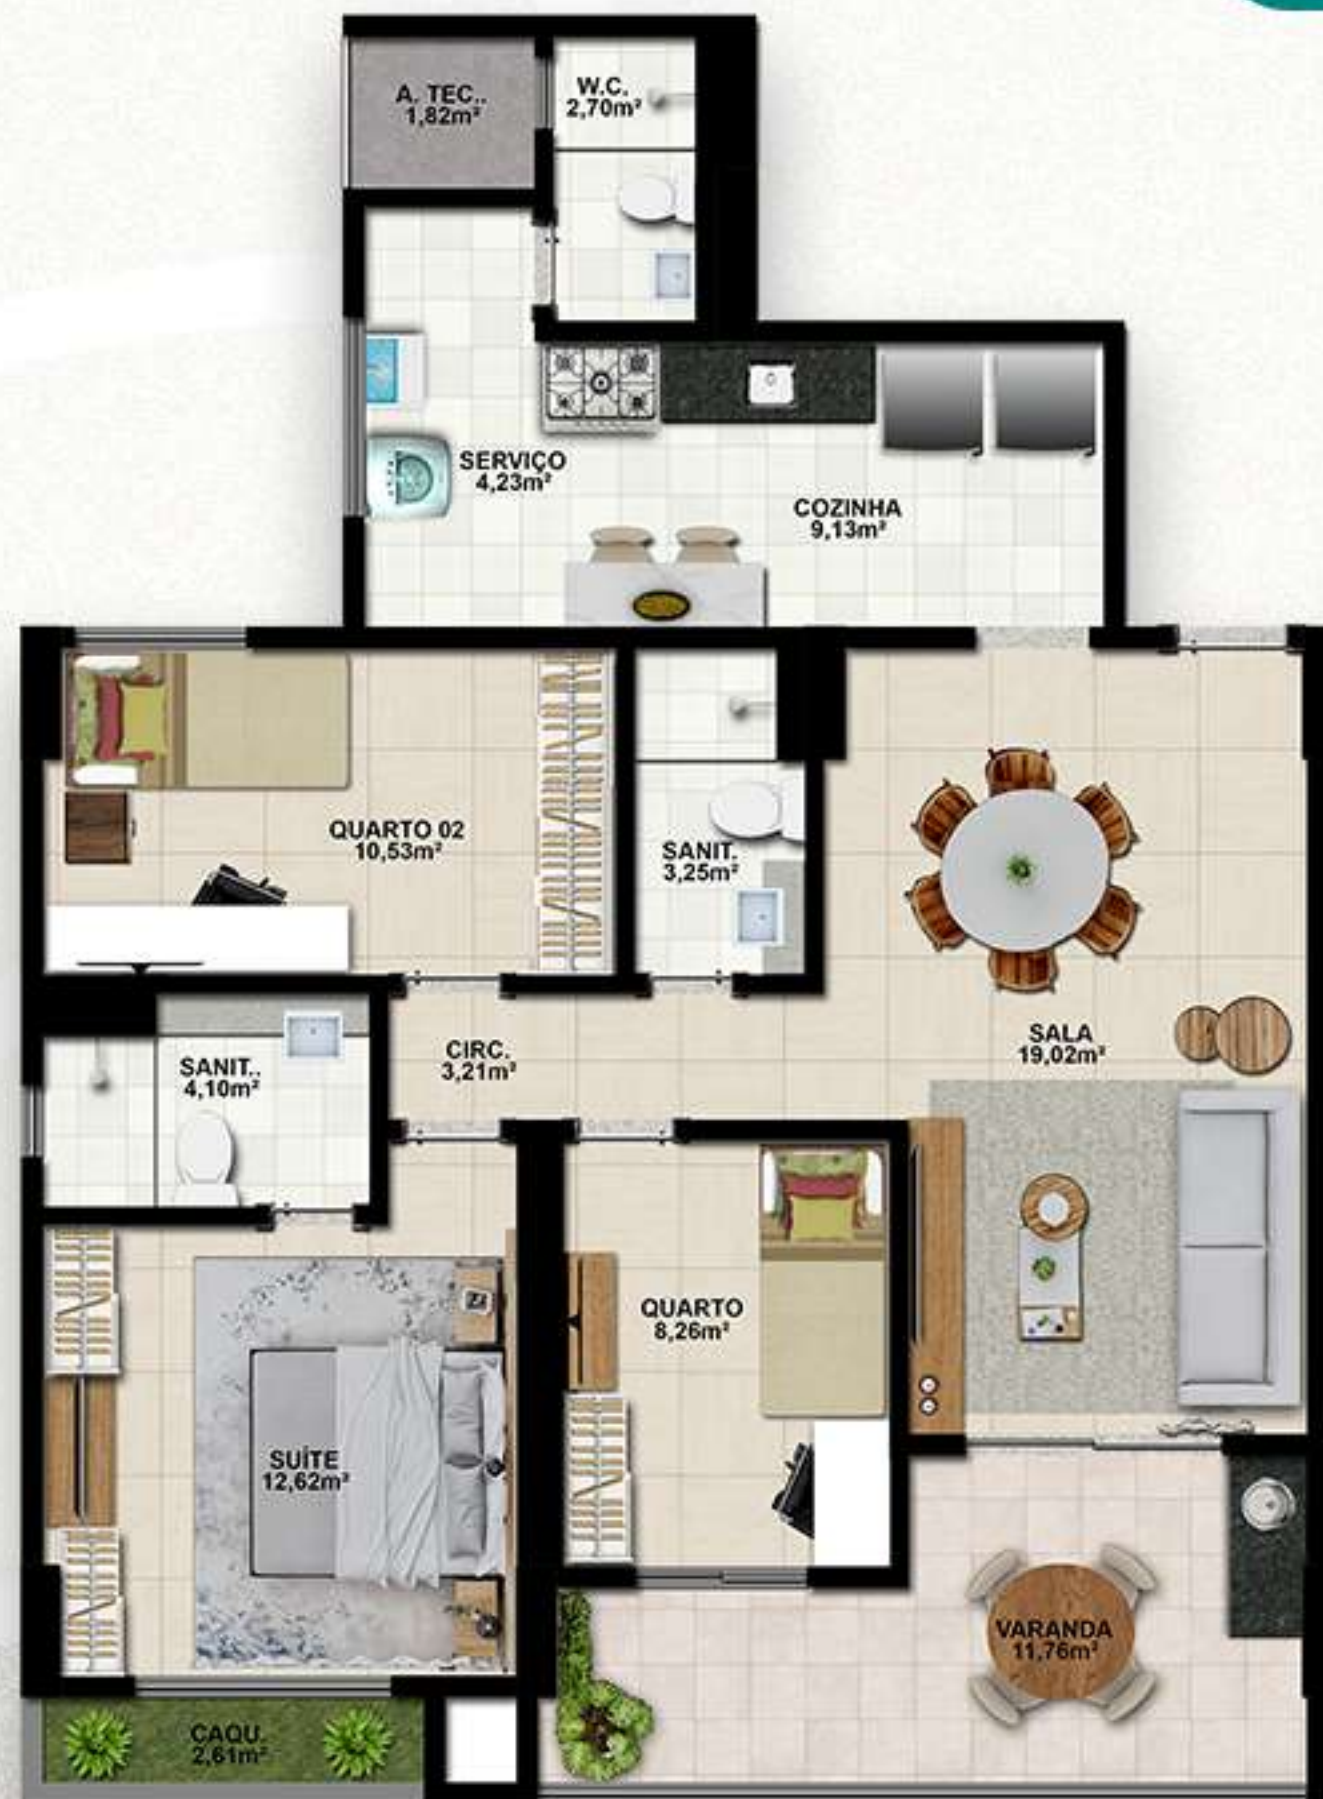 A. TEC..
1,82m²
W.C.
2,70m²
SERVIÇO
4,23m²
COZINHA
9,13m²
QUARTO 02
10,53m²
SANIT.
3,25m²
SANIT..
4,10m²
CIRC.
3,21m²
SALA
19,02m²
QUARTO
8,26m²
SUÍTE
12,62m²
VARANDA
11,76m²
CAQU.
2,61m²